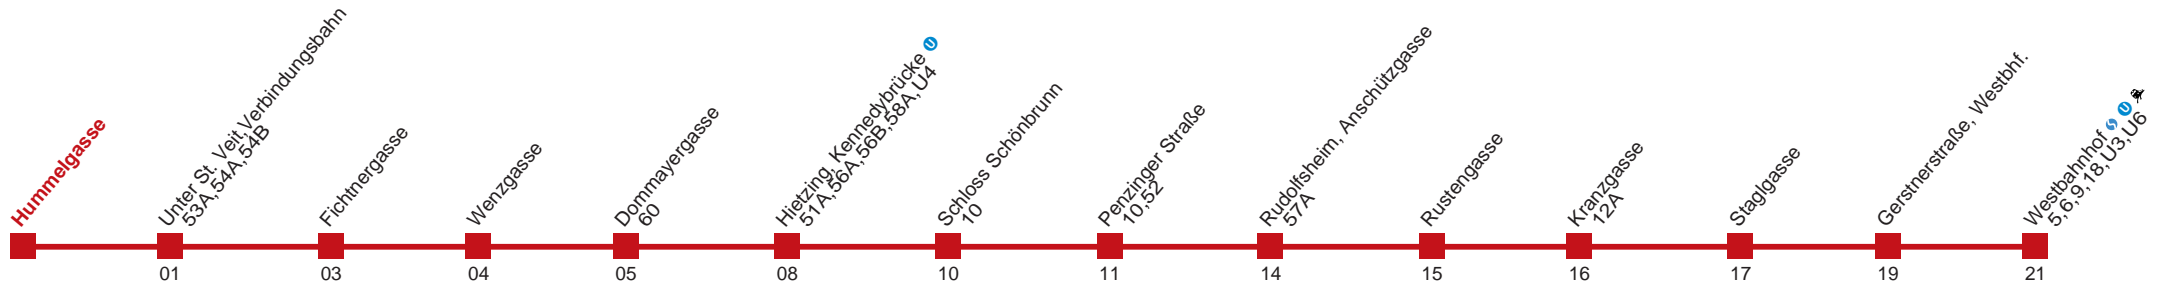 Hummelgasse
Unter St. Veit,Verbindungsbahn
53A,54A,54B
Fichtnergasse
Wenzgasse
Dommayergasse
60
Hietzing, Kennedybrücke U
51A,56A,56B,58A,U4
Schloss Schönbrunn
10
Penzinger Straße
10,52
Rudolfsheim, Anschützgasse
57A
Rustengasse
Kranzgasse
12A
Staglgasse
Gerstnerstraße, Westbhf.
Westbahnhof S U
5,6,9,18,U3,U6
01 03 04 05 08 10 11 14 15 16 17 19 21